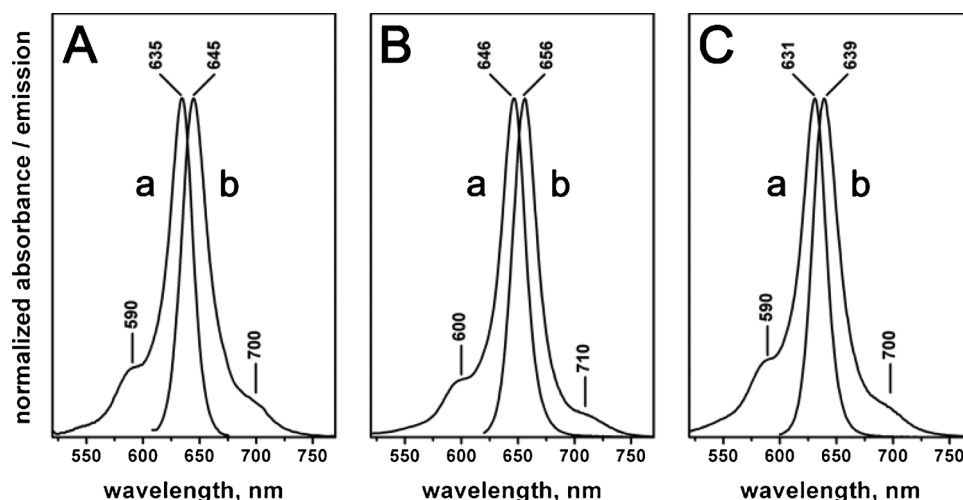 normalized absorbance / emission
A
635 645
a b
590
700
550 600 650 700 750
wavelength, nm
B
646 656
a b
600
710
550 600 650 700 750
wavelength, nm
C
631 639
a b
590
700
550 600 650 700 750
wavelength, nm